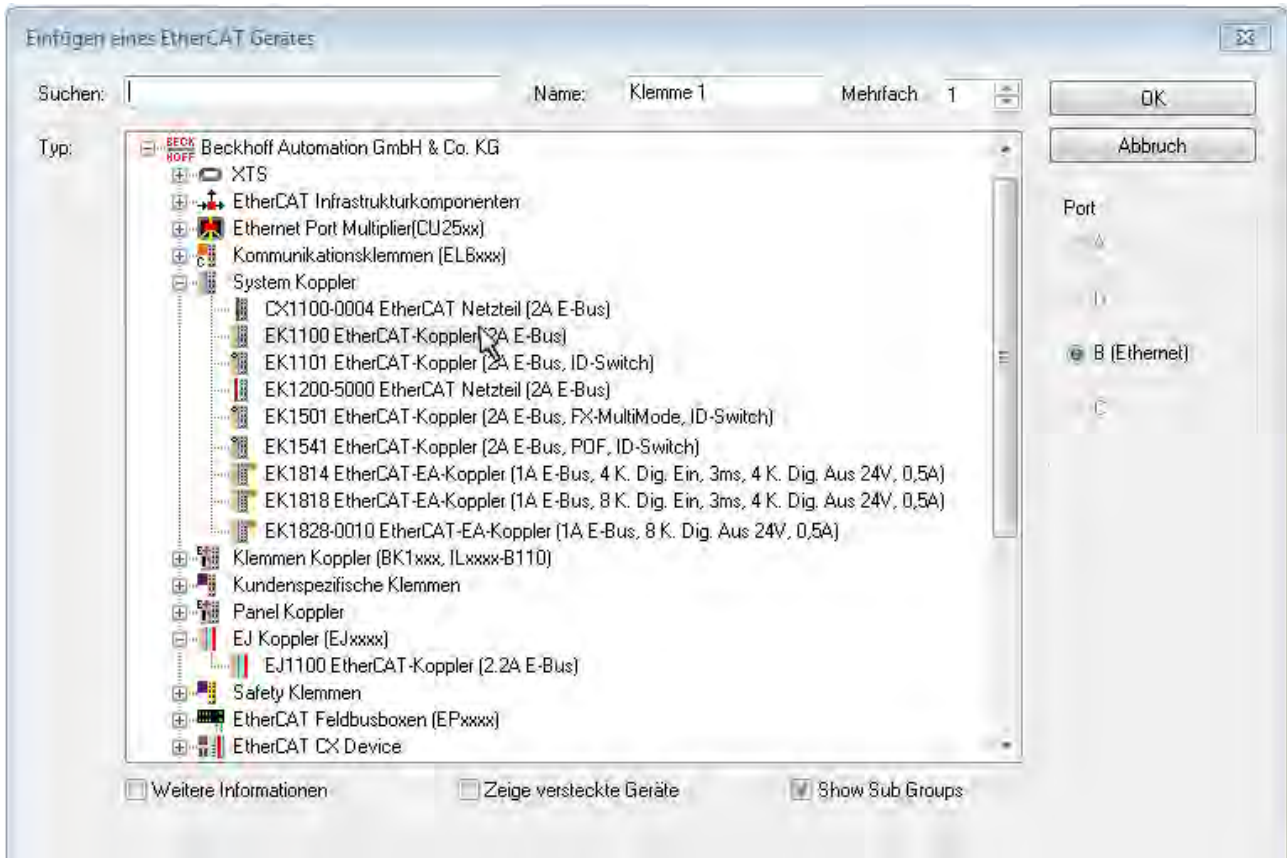 Einfügen eines EtherCAT Gerätes
Suchen: Name: Klemme 1 Mehrfach 1 OK
Typ: BECKHOFF Beckhoff Automation GmbH & Co. KG Abbruch
XTS
EtherCAT Infrastrukturkomponenten Port
Ethernet Port Multiplier(CU25xx) A
Kommunikationsklemmen (EL6xxx)
System Koppler
CX1100-0004 EtherCAT Netzteil (2A E-Bus) D
EK1100 EtherCAT-Koppler (2A E-Bus)
EK1101 EtherCAT-Koppler (2A E-Bus, ID-Switch) B (Ethernet)
EK1200-5000 EtherCAT Netzteil (2A E-Bus)
EK1501 EtherCAT-Koppler (2A E-Bus, FX-MultiMode, ID-Switch) C
EK1541 EtherCAT-Koppler (2A E-Bus, POF, ID-Switch)
EK1814 EtherCAT-EA-Koppler (1A E-Bus, 4 K. Dig. Ein, 3ms, 4 K. Dig. Aus 24V, 0,5A)
EK1818 EtherCAT-EA-Koppler (1A E-Bus, 8 K. Dig. Ein, 3ms, 4 K. Dig. Aus 24V, 0,5A)
EK1828-0010 EtherCAT-EA-Koppler (1A E-Bus, 8 K. Dig. Aus 24V, 0,5A)
Klemmen Koppler (BK1xxx, ILxxxx-B110)
Kundenspezifische Klemmen
Panel Koppler
EJ Koppler (EJxxxx)
EJ1100 EtherCAT-Koppler (2.2A E-Bus)
Safety Klemmen
EtherCAT Feldbusboxen (EPxxxx)
EtherCAT CX Device
Weitere Informationen Zeige versteckte Geräte Show Sub Groups